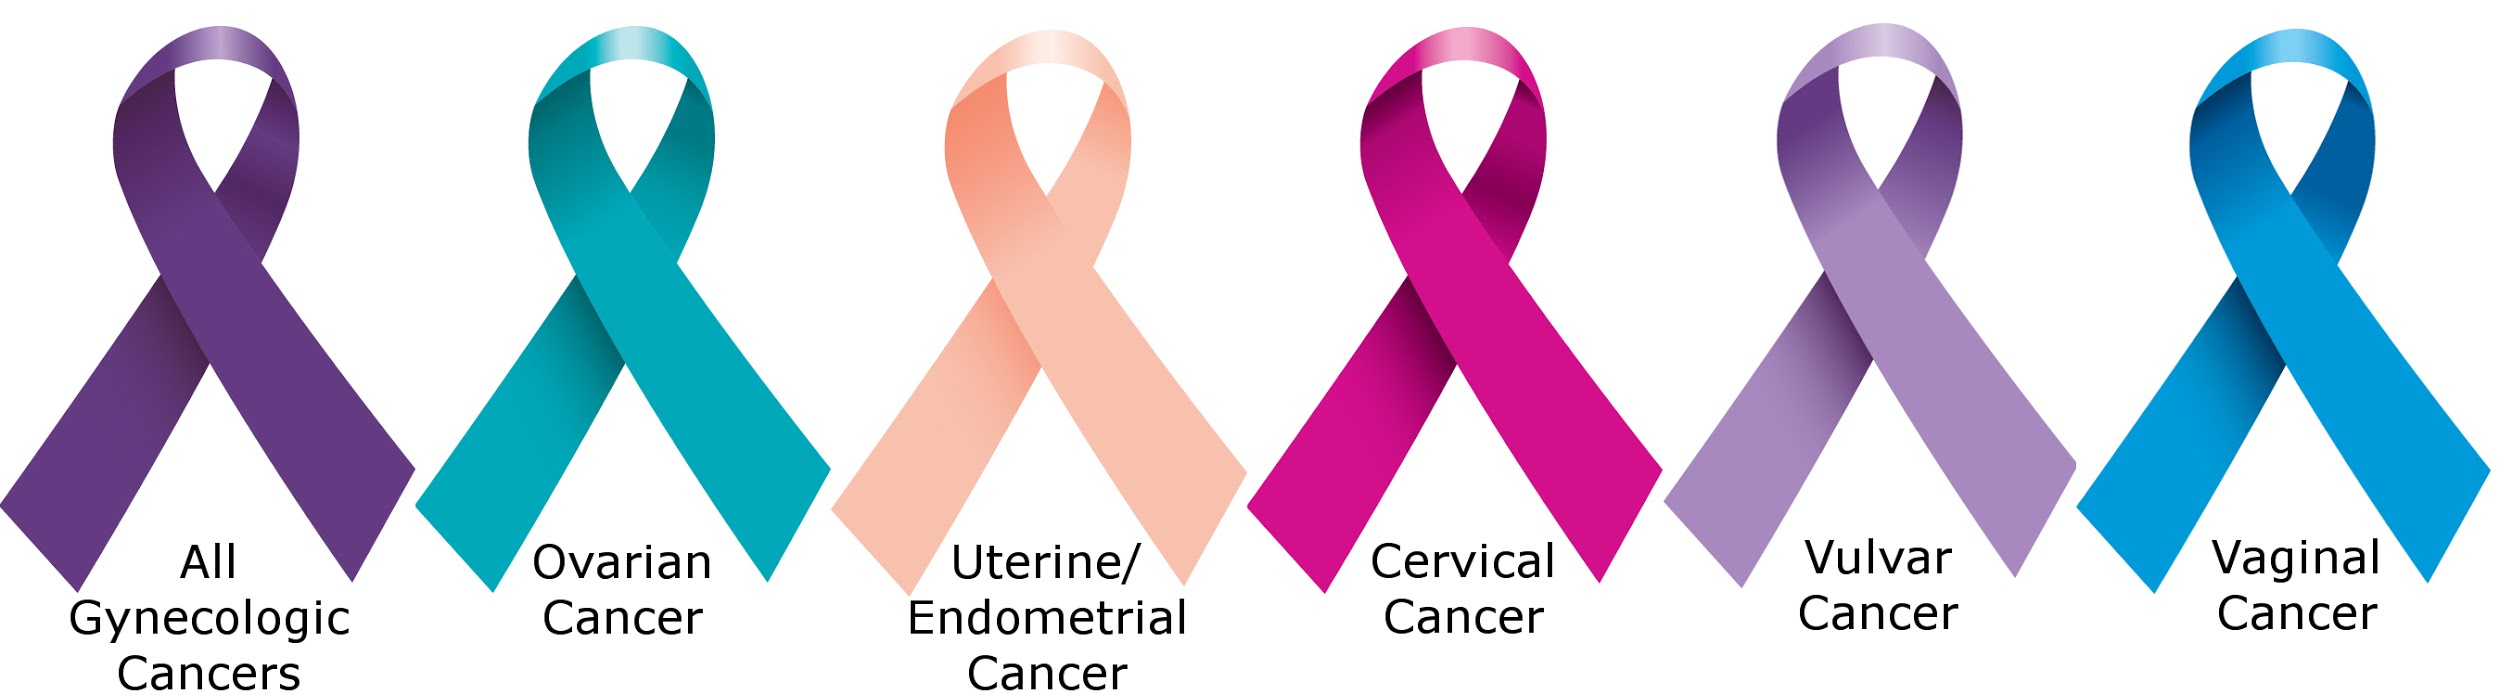 All
Gynecologic
Cancers
Ovarian
Cancer
Uterine/
Endometrial
Cancer
Cervical
Cancer
Vulvar
Cancer
Vaginal
Cancer